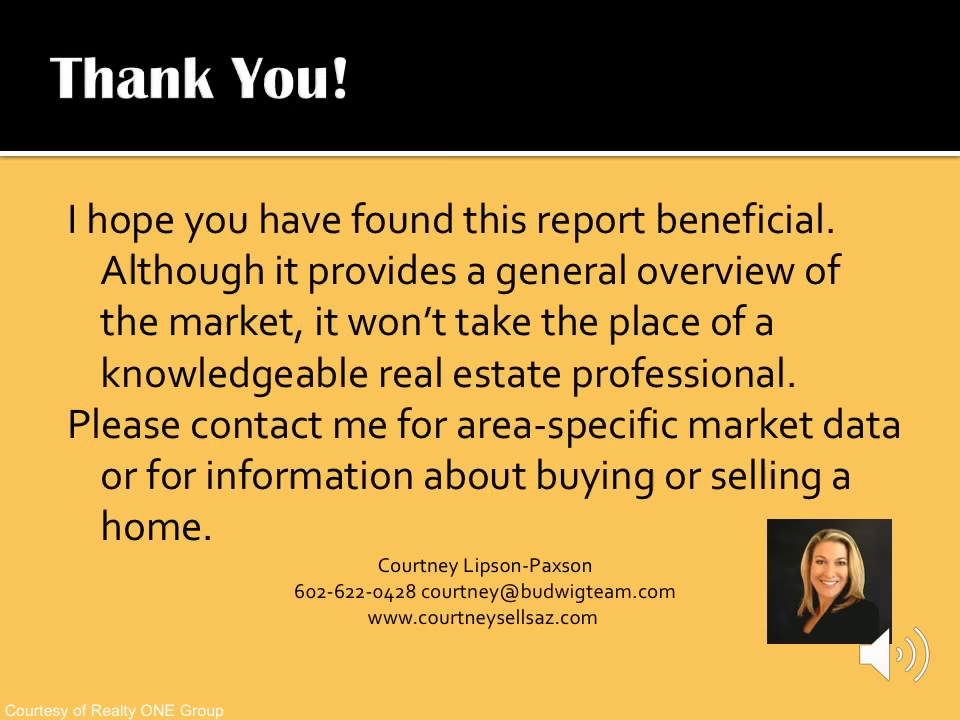 Thank You!
I hope you have found this report beneficial.
Although it provides a general overview of
the market, it won’t take the place of a
knowledgeable real estate professional.
Please contact me for area-specific market data
or for information about buying or selling a
home.
Courtney Lipson-Paxson
602-622-0428 courtney@budwigteam.com
www.courtneysellsaz.com
Courtesy of Realty ONE Group